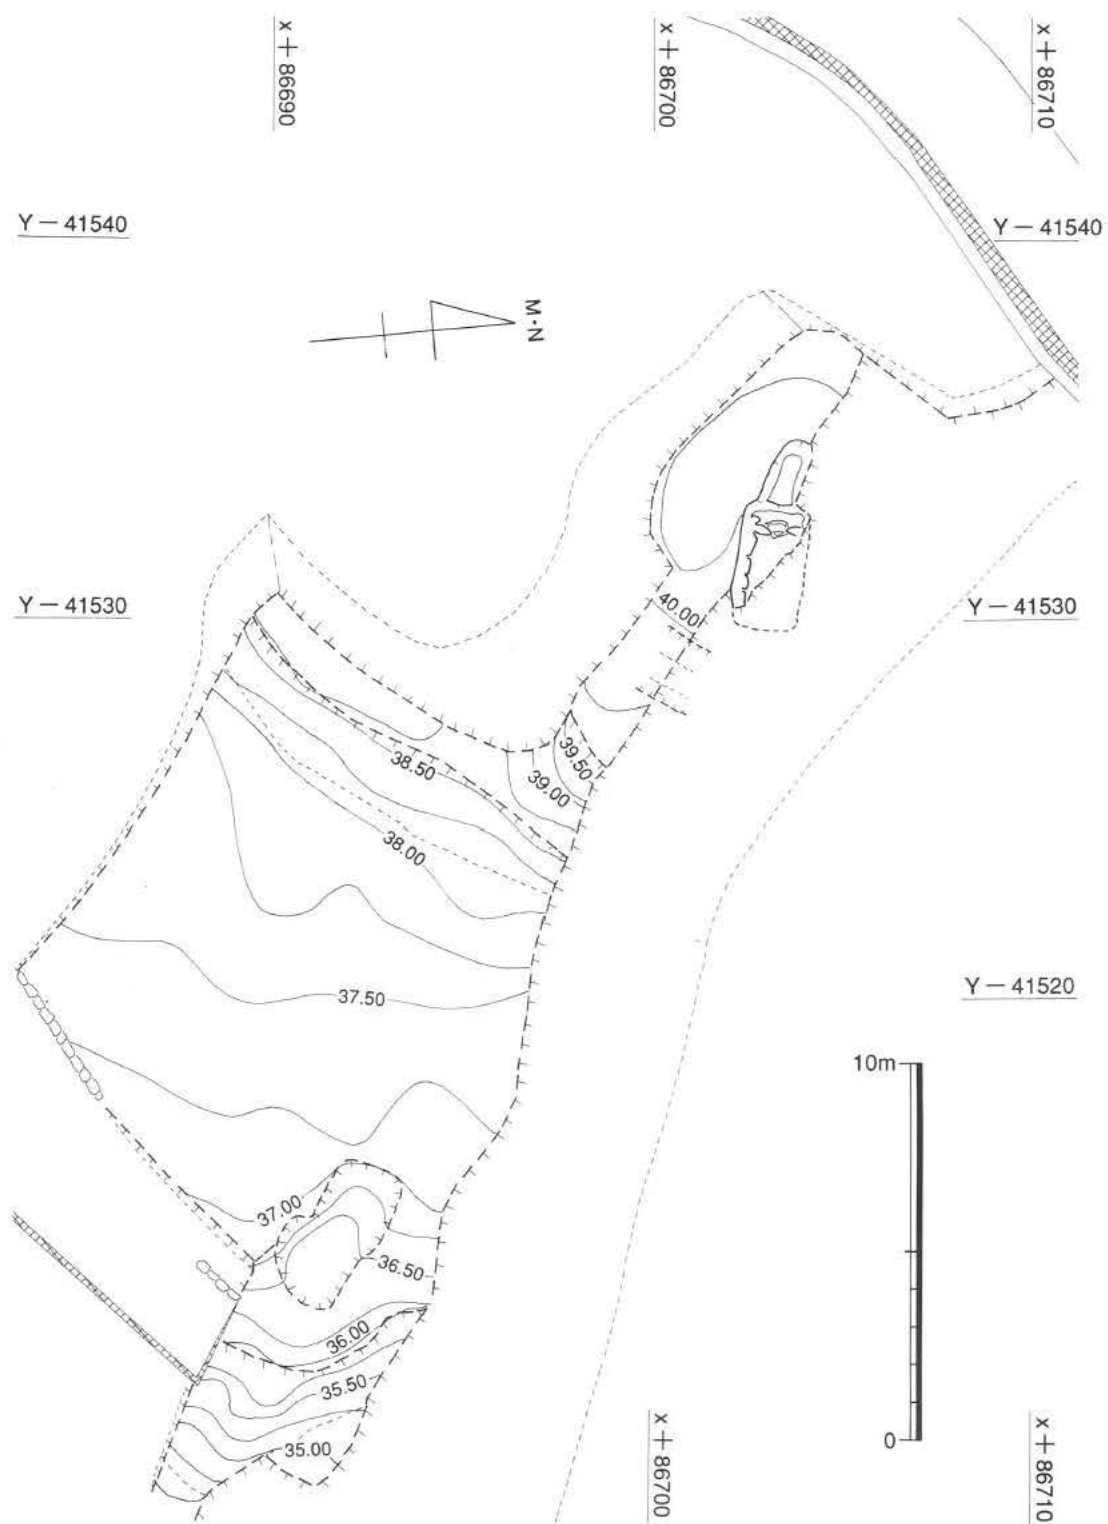 x + 86690
x + 86700
x + 86710
Y − 41540
Y − 41540
M・N
Y − 41530
Y − 41530
40.00
39.50
39.00
38.50
38.00
37.50
Y − 41520
10m
37.00
36.50
36.00
35.50
35.00
0
x + 86700
x + 86710